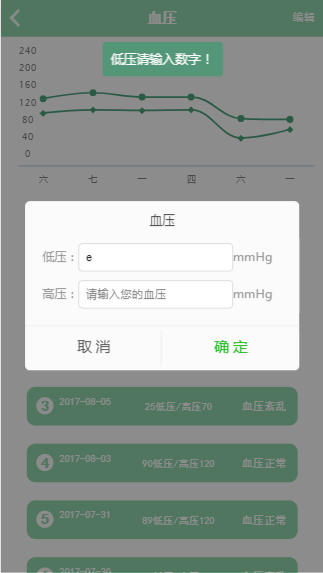 血压
编辑
低压请输入数字！
240
200
160
120
80
40
0
六 七 一 四 六 一
血压
低压： e mmHg
高压： 请输入您的血压 mmHg
取消 确定
3 2017-08-05 25低压/高压70 血压紊乱
4 2017-08-03 90低压/高压120 血压正常
5 2017-07-31 89低压/高压120 血压正常
2017-07-30